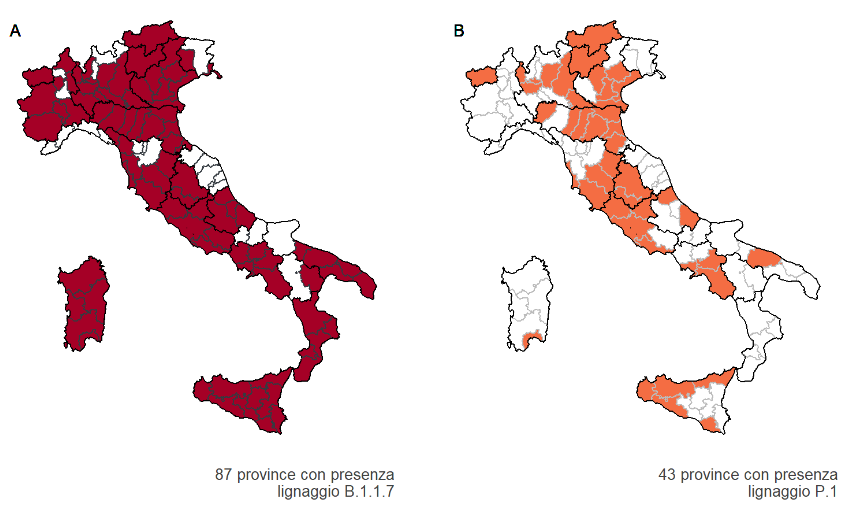 A
B
87 province con presenza
lignaggio B.1.1.7
43 province con presenza
lignaggio P.1